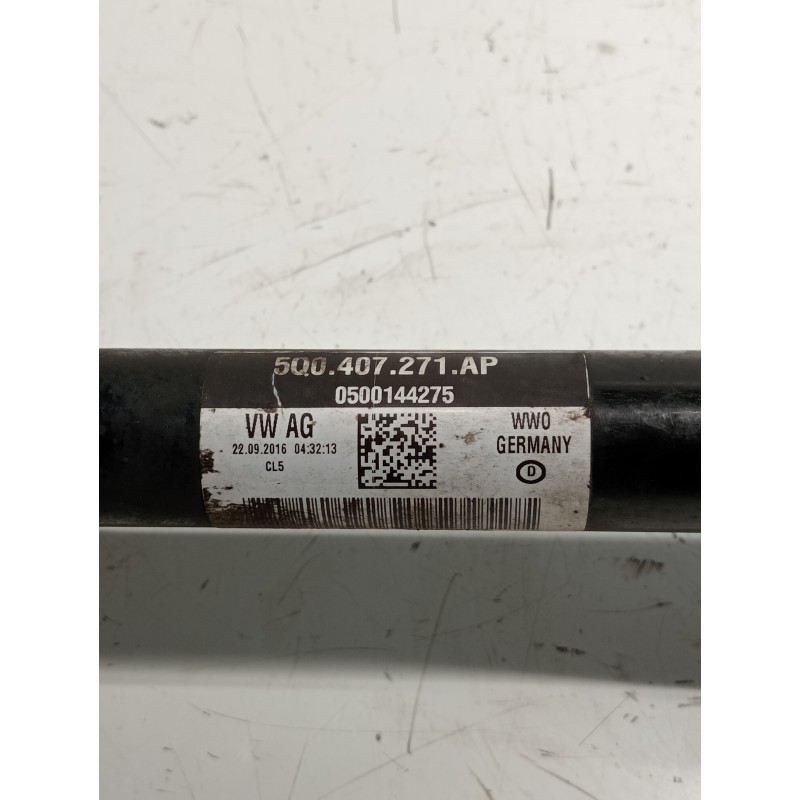 5Q0.407.271.AP
0500144275
VW AG
22.09.2016 04:32:13
CL5
WWO
GERMANY
D